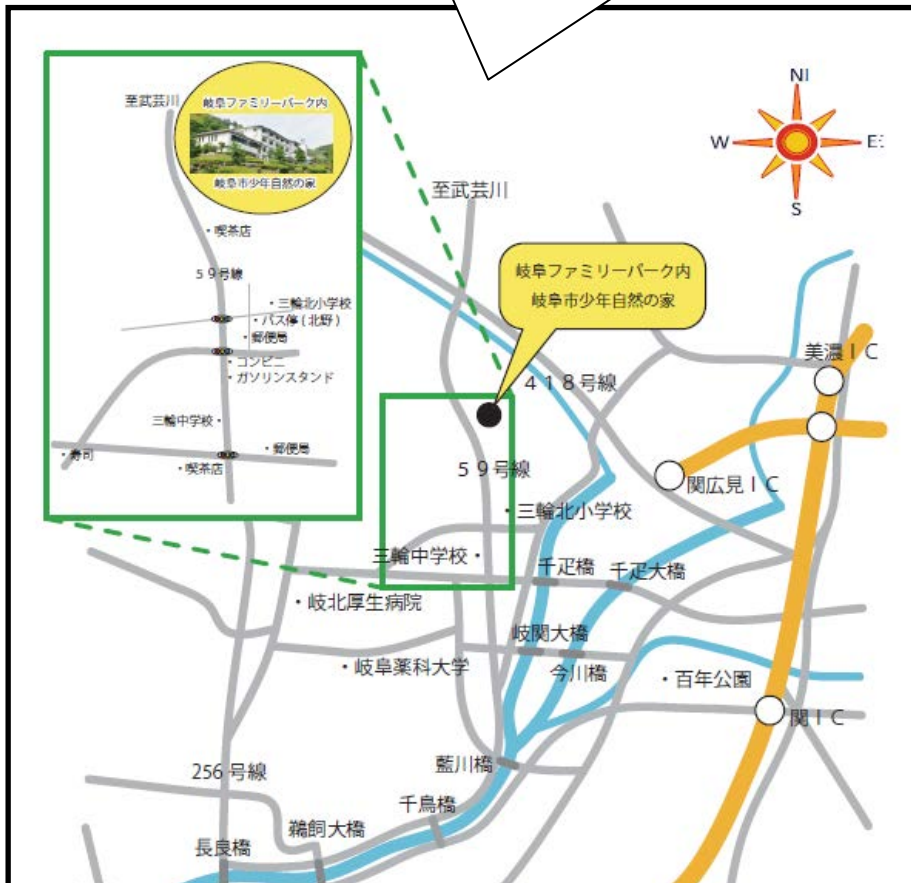 至武芸川
岐阜ファミリーパーク内
岐阜市少年自然の家
・喫茶店
59号線
・三輪北小学校
・バス停(北野)
・郵便局
・コンビニ
・ガソリンスタンド
三輪中学校・
・寿司
・郵便局
・喫茶店
N
W
E
S
至武芸川
岐阜ファミリーパーク内
岐阜市少年自然の家
418号線
美濃IC
59号線
関広見IC
・三輪北小学校
三輪中学校・
千疋橋
千疋大橋
・岐北厚生病院
岐関大橋
・岐阜薬科大学
今川橋
・百年公園
関IC
藍川橋
256号線
千鳥橋
鵜飼大橋
長良橋